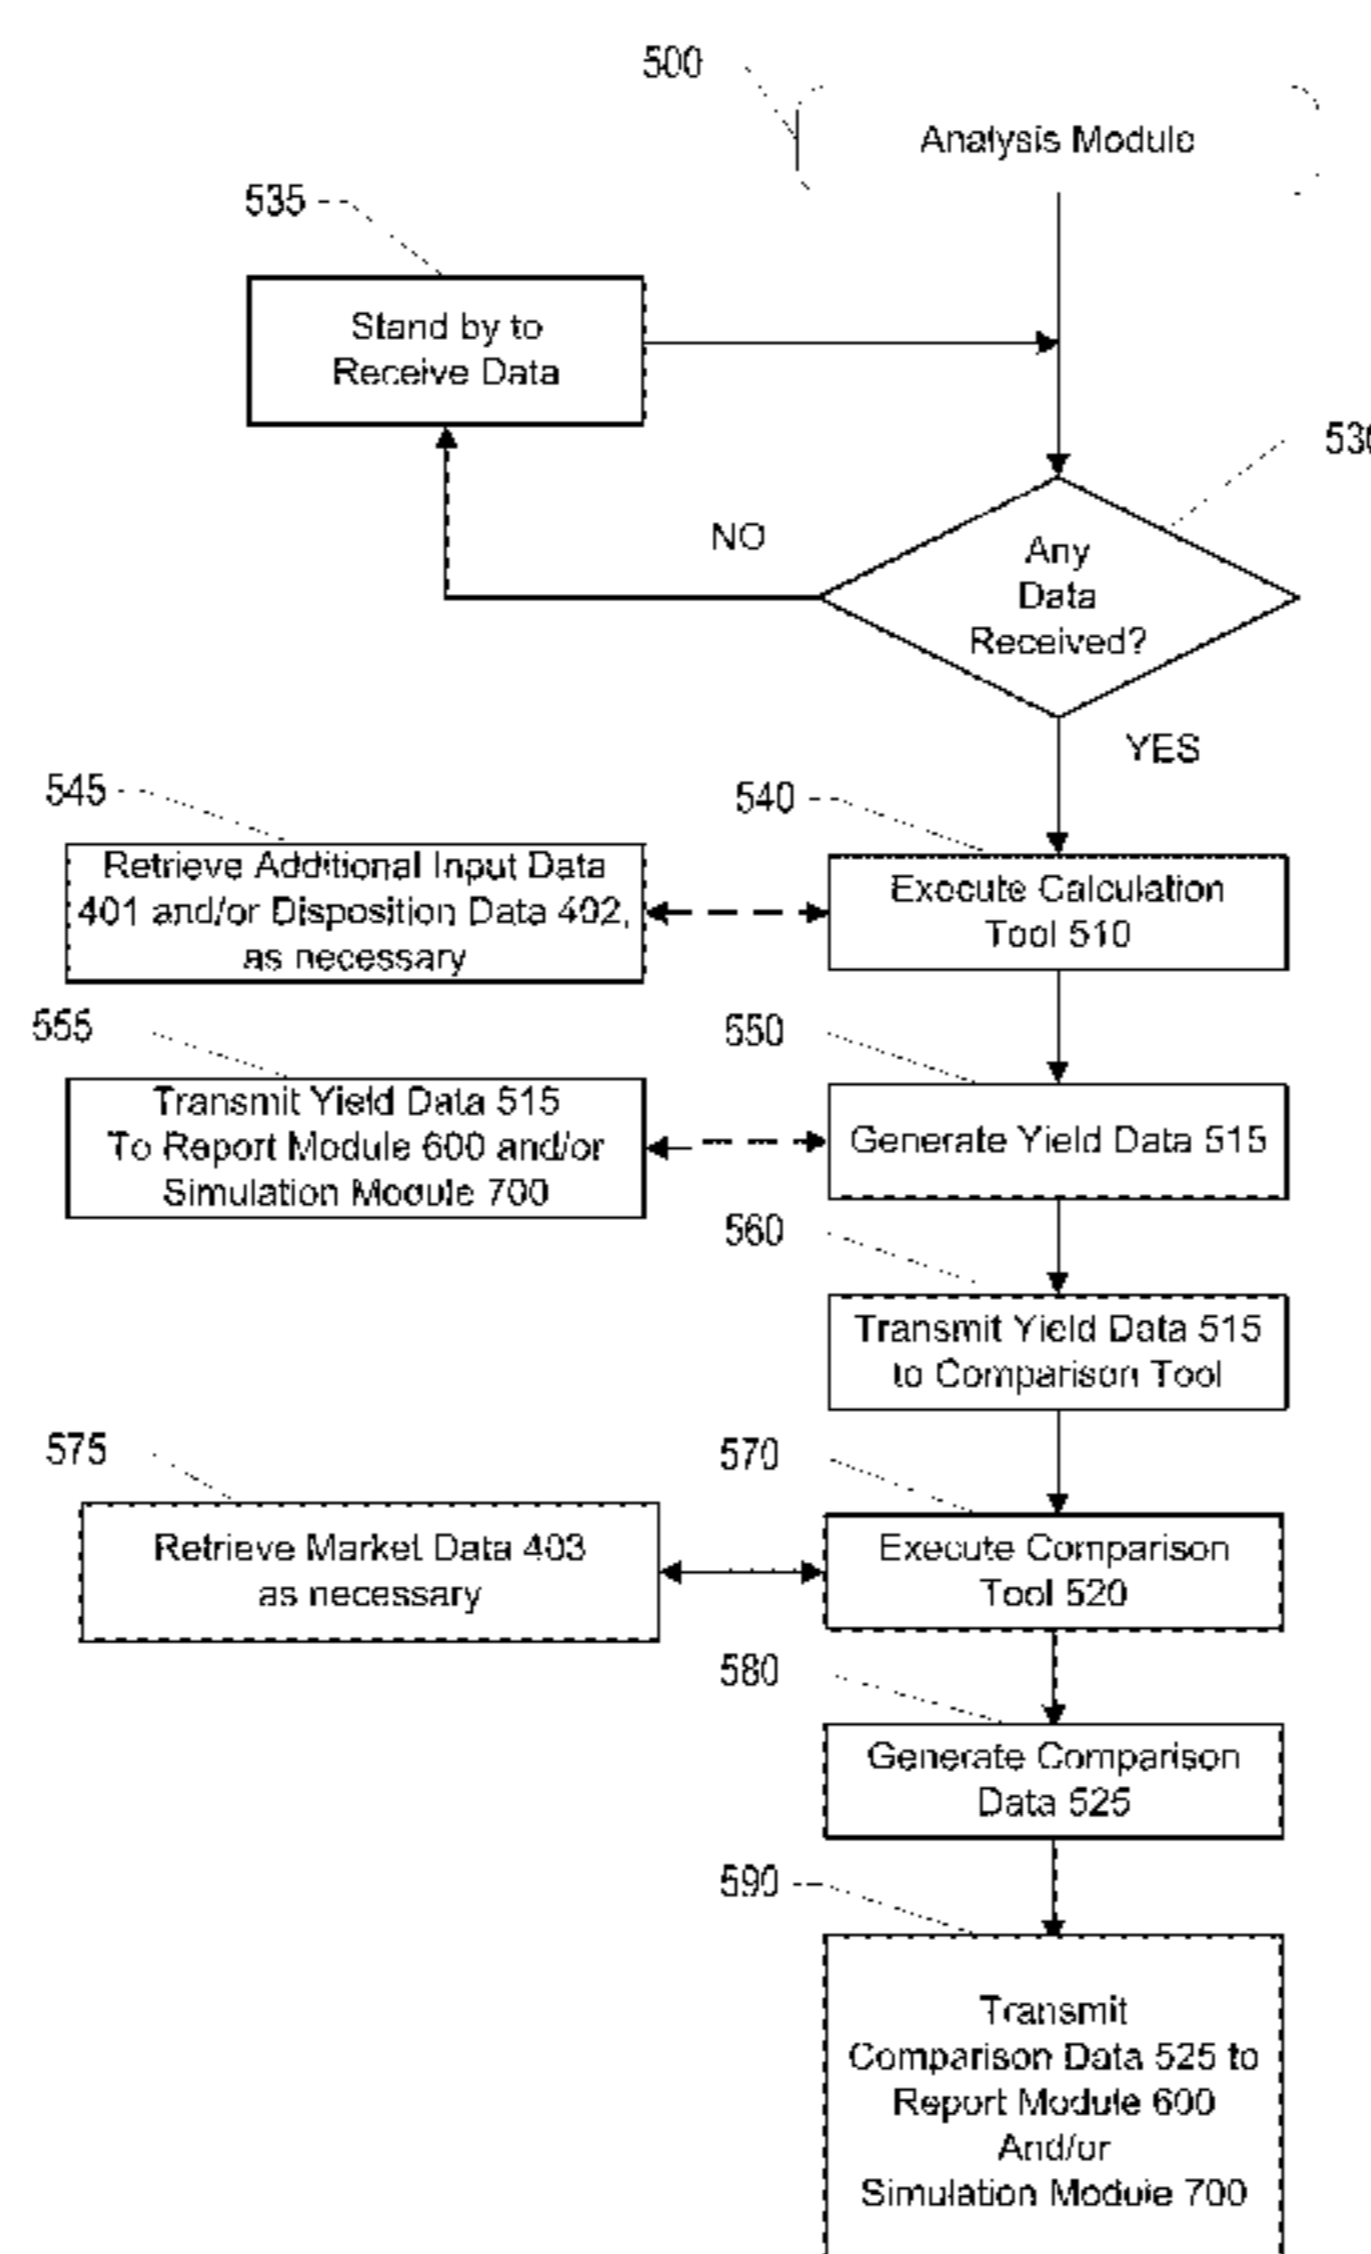 500
Analysis Module
535
Stand by to
Receive Data
530
NO
Any
Data
Received?
YES
545
540
Retrieve Additional Input Data
401 and/or Disposition Data 402,
as necessary
Execute Calculation
Tool 510
555
550
Transmit Yield Data 515
To Report Module 600 and/or
Simulation Module 700
Generate Yield Data 515
560
Transmit Yield Data 515
to Comparison Tool
575
570
Retrieve Market Data 403
as necessary
Execute Comparison
Tool 520
580
Generate Comparison
Data 525
590
Transmit
Comparison Data 525 to
Report Module 600
And/or
Simulation Module 700